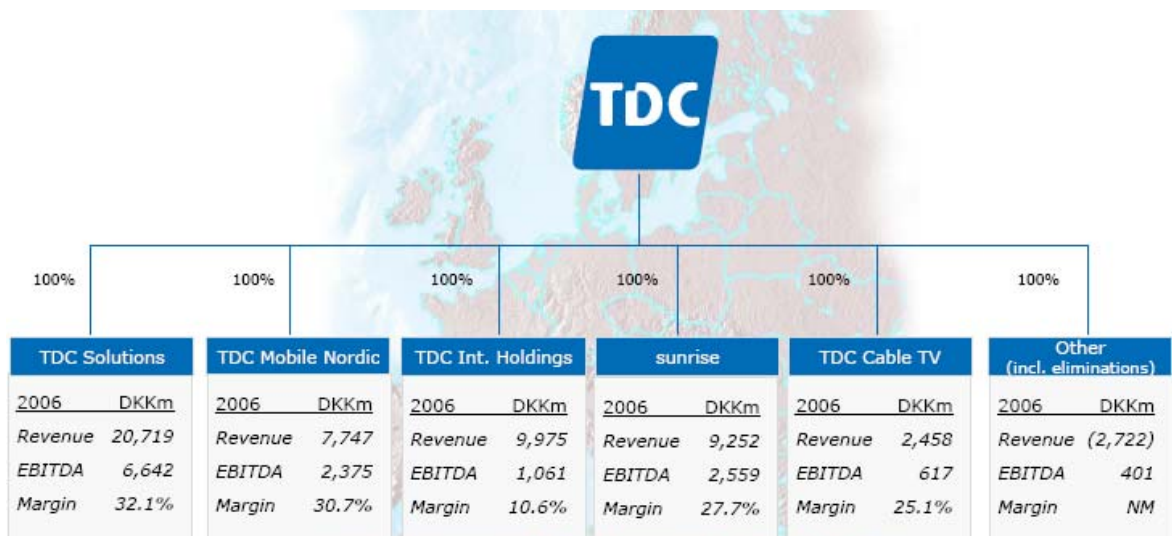 TDC
100% 100% 100% 100% 100% 100%
TDC Solutions
2006 DKKm
Revenue 20,719
EBITDA 6,642
Margin 32.1%
TDC Mobile Nordic
2006 DKKm
Revenue 7,747
EBITDA 2,375
Margin 30.7%
TDC Int. Holdings
2006 DKKm
Revenue 9,975
EBITDA 1,061
Margin 10.6%
sunrise
2006 DKKm
Revenue 9,252
EBITDA 2,559
Margin 27.7%
TDC Cable TV
2006 DKKm
Revenue 2,458
EBITDA 617
Margin 25.1%
Other
(incl. eliminations)
2006 DKKm
Revenue (2,722)
EBITDA 401
Margin NM